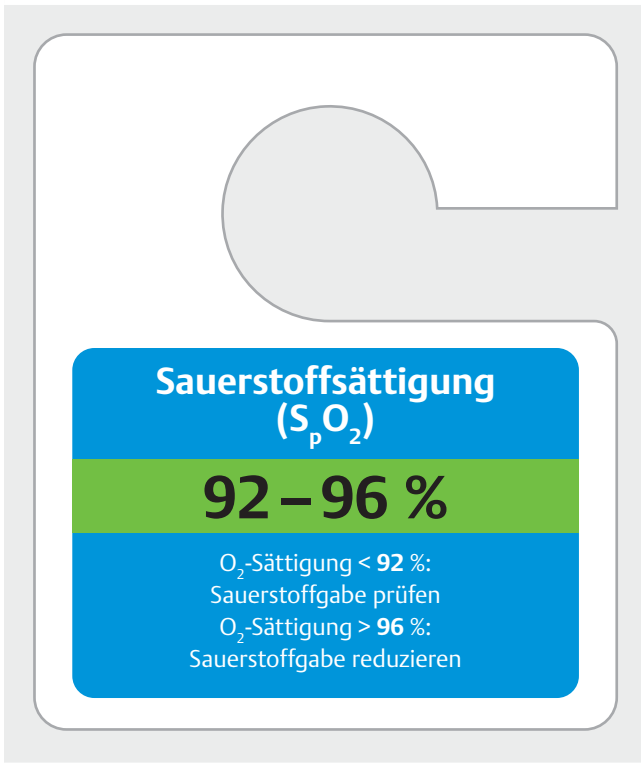 Sauerstoffsättigung
(SpO2)
92 – 96 %
O2-Sättigung < 92 %:
Sauerstoffgabe prüfen
O2-Sättigung > 96 %:
Sauerstoffgabe reduzieren